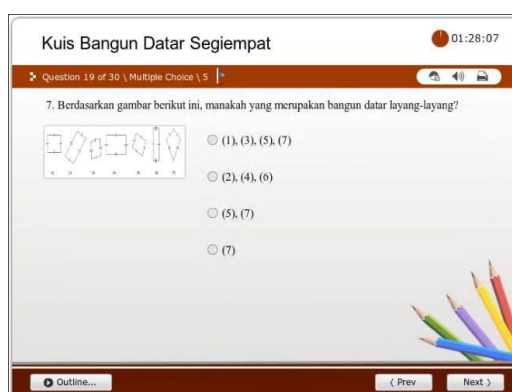 Kuis Bangun Datar Segiempat
01:28:07
Question 19 of 30 \ Multiple Choice \ 5
7. Berdasarkan gambar berikut ini, manakah yang merupakan bangun datar layang-layang?
(1), (3), (5), (7)
(2), (4), (6)
(5), (7)
(7)
Outline...
Prev
Next